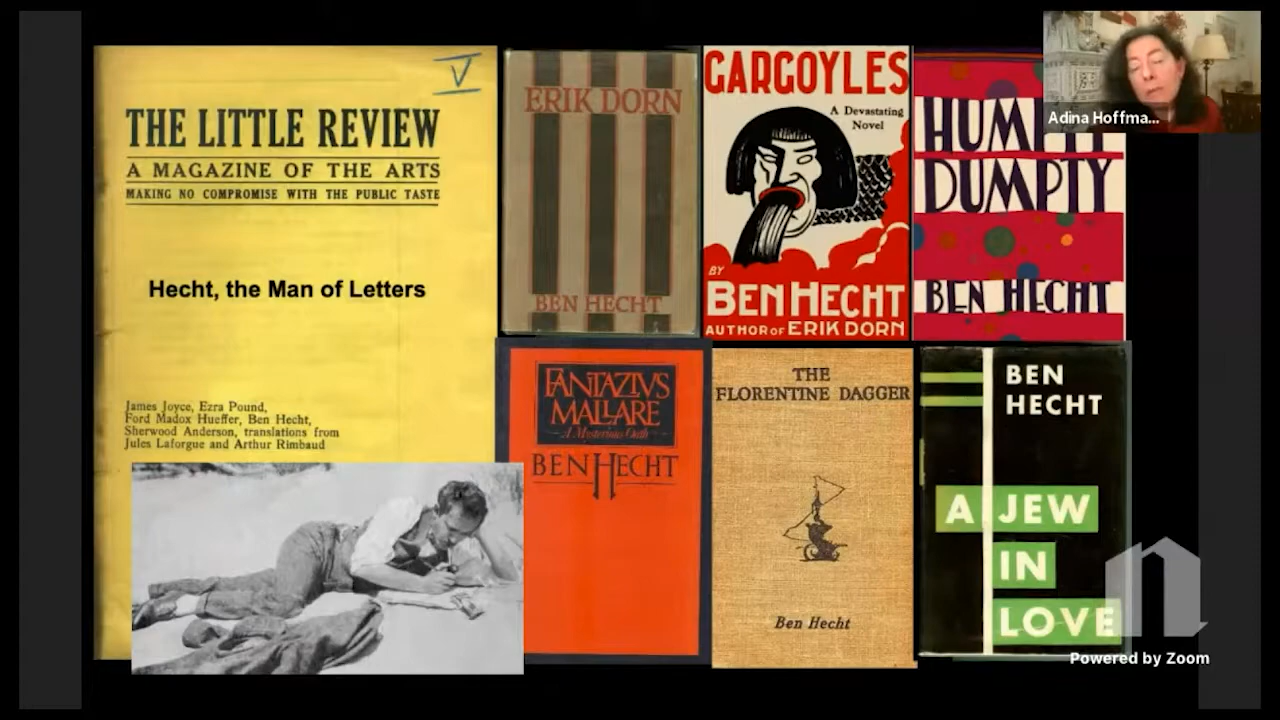 V
THE LITTLE REVIEW
A MAGAZINE OF THE ARTS
MAKING NO COMPROMISE WITH THE PUBLIC TASTE
Hecht, the Man of Letters
James Joyce, Ezra Pound,
Ford Madox Hueffer, Ben Hecht,
Sherwood Anderson, translations from
Jules Laforgue and Arthur Rimbaud
ERIK DORN
BEN HECHT
GARGOYLES
A Devastating
Novel
BY
BEN HECHT
AUTHOR OF ERIK DORN
HUMPTY
DUMPTY
BEN HECHT
Adina Hoffma...
FANTAZIVS
MALLARE
A Mysterious Oath
BEN HECHT
THE
FLORENTINE DAGGER
Ben Hecht
BEN
HECHT
A JEW
IN
LOVE
n
Powered by Zoom